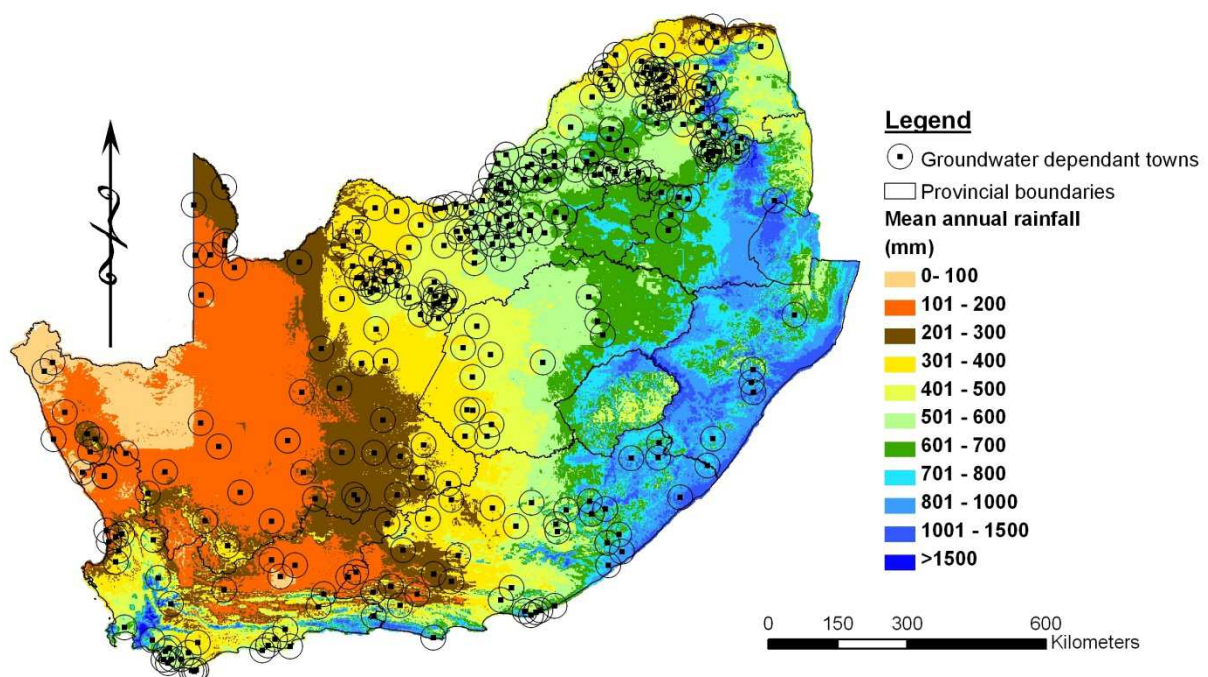 Legend
Groundwater dependant towns
Provincial boundaries
Mean annual rainfall
(mm)
0- 100
101 - 200
201 - 300
301 - 400
401 - 500
501 - 600
601 - 700
701 - 800
801 - 1000
1001 - 1500
>1500
0 150 300 600
Kilometers